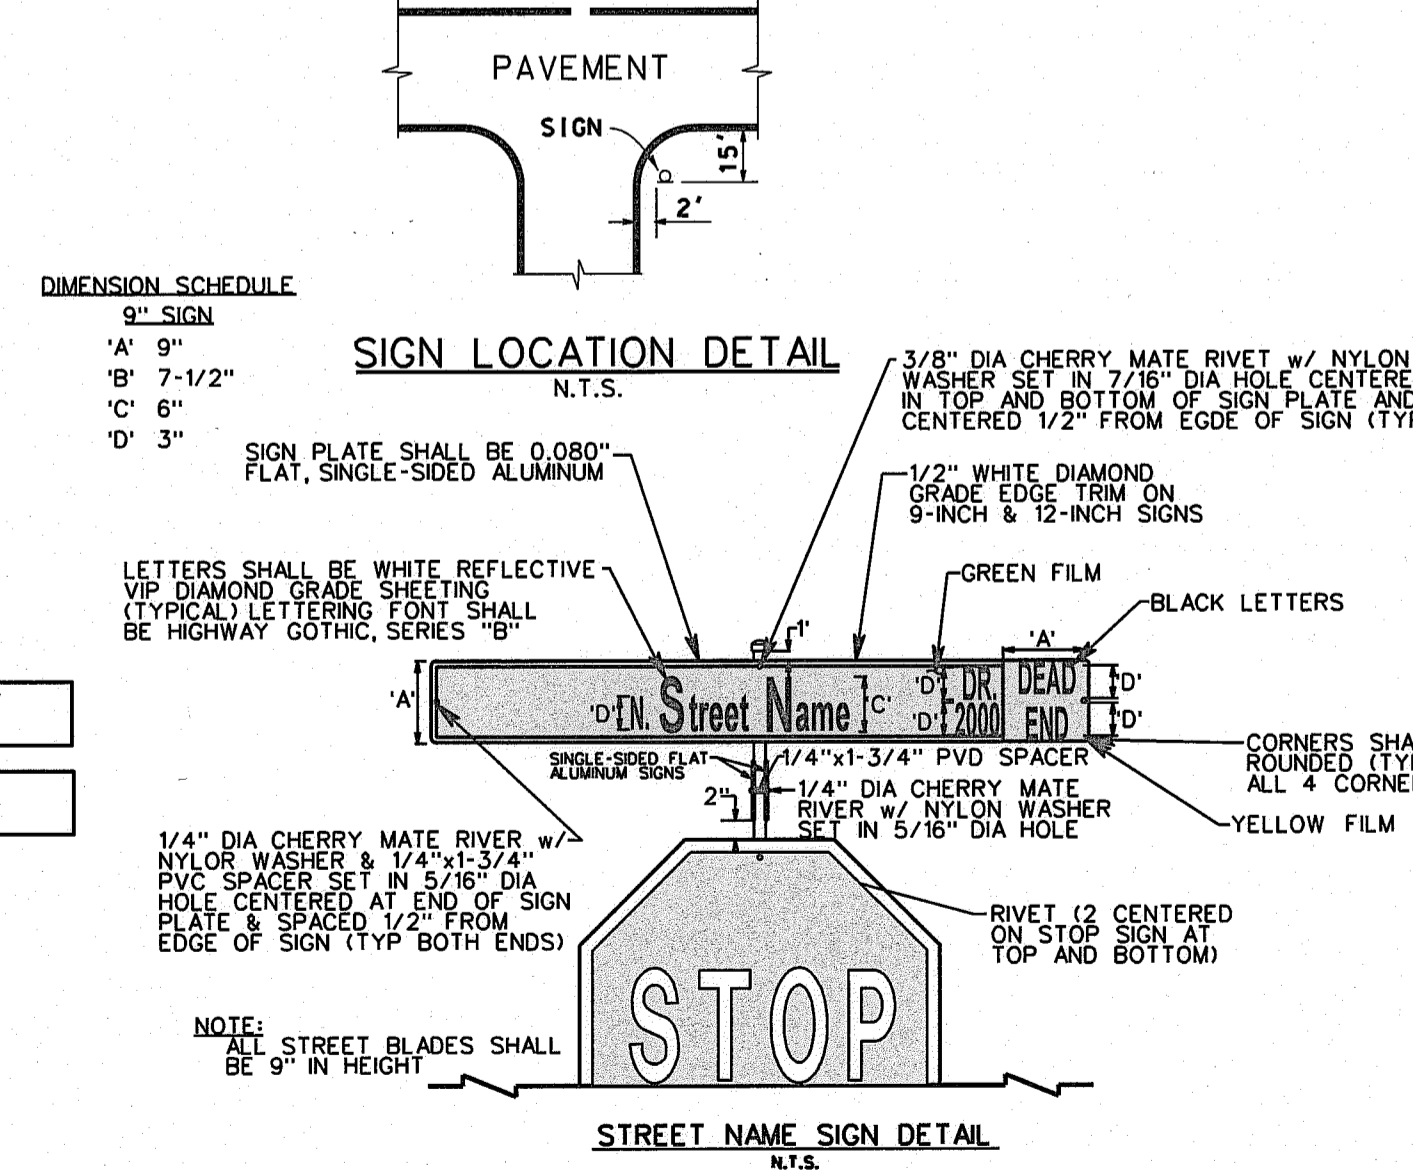 PAVEMENT
SIGN
15'
2'
DIMENSION SCHEDULE
9" SIGN
'A' 9"
'B' 7-1/2"
'C' 6"
'D' 3"
SIGN LOCATION DETAIL
N.T.S.
3/8" DIA CHERRY MATE RIVET w/ NYLON
WASHER SET IN 7/16" DIA HOLE CENTERE
IN TOP AND BOTTOM OF SIGN PLATE AND
CENTERED 1/2" FROM EGDE OF SIGN (TYP
SIGN PLATE SHALL BE 0.080"
FLAT, SINGLE-SIDED ALUMINUM
1/2" WHITE DIAMOND
GRADE EDGE TRIM ON
9-INCH & 12-INCH SIGNS
LETTERS SHALL BE WHITE REFLECTIVE
VIP DIAMOND GRADE SHEETING
(TYPICAL) LETTERING FONT SHALL
BE HIGHWAY GOTHIC, SERIES "B"
GREEN FILM
BLACK LETTERS
1'
'A'
'A'
'D'
EN. Street Name
'C'
'D'
'D'
DR.
2000
DEAD
END
'D'
'D'
SINGLE-SIDED FLAT
ALUMINUM SIGNS
1/4"x1-3/4" PVD SPACER
2"
1/4" DIA CHERRY MATE
RIVER w/ NYLON WASHER
SET IN 5/16" DIA HOLE
CORNERS SHA
ROUNDED (TYP
ALL 4 CORNE
YELLOW FILM
1/4" DIA CHERRY MATE RIVER w/
NYLOR WASHER & 1/4"x1-3/4"
PVC SPACER SET IN 5/16" DIA
HOLE CENTERED AT END OF SIGN
PLATE & SPACED 1/2" FROM
EDGE OF SIGN (TYP BOTH ENDS)
RIVET (2 CENTERED
ON STOP SIGN AT
TOP AND BOTTOM)
STOP
NOTE:
ALL STREET BLADES SHALL
BE 9" IN HEIGHT
STREET NAME SIGN DETAIL
N.T.S.